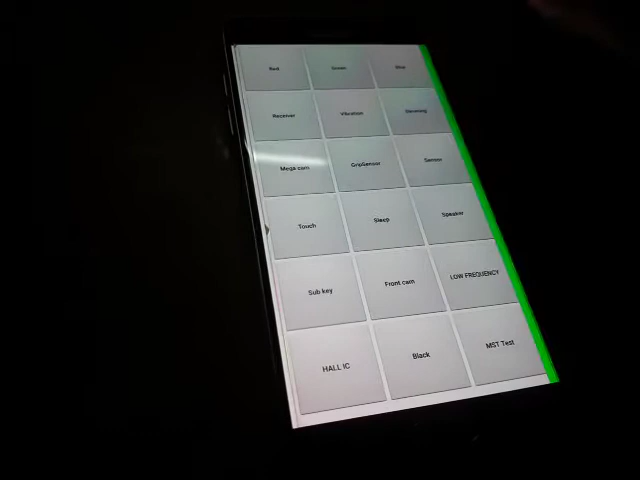 Red Green Blue
Receiver Vibration Dimming
Mega cam GripSensor Sensor
Touch Sleep Speaker
Sub key Front cam LOW FREQUENCY
HALL IC Black MST Test